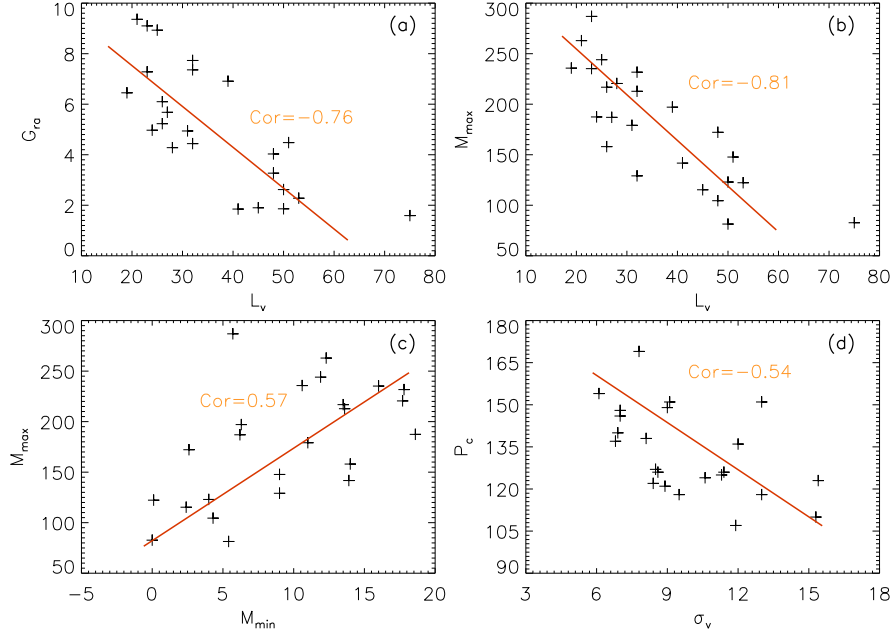 10
8
6
4
2
0
G_ra
(a)
Cor=−0.76
10 20 30 40 50 60 70 80
L_v
300
250
200
150
100
50
M_max
(b)
Cor=−0.81
10 20 30 40 50 60 70 80
L_v
300
250
200
150
100
50
M_max
(c)
Cor=0.57
−5 0 5 10 15 20
M_min
180
165
150
135
120
105
90
P_c
(d)
Cor=−0.54
3 6 9 12 15 18
σ_v